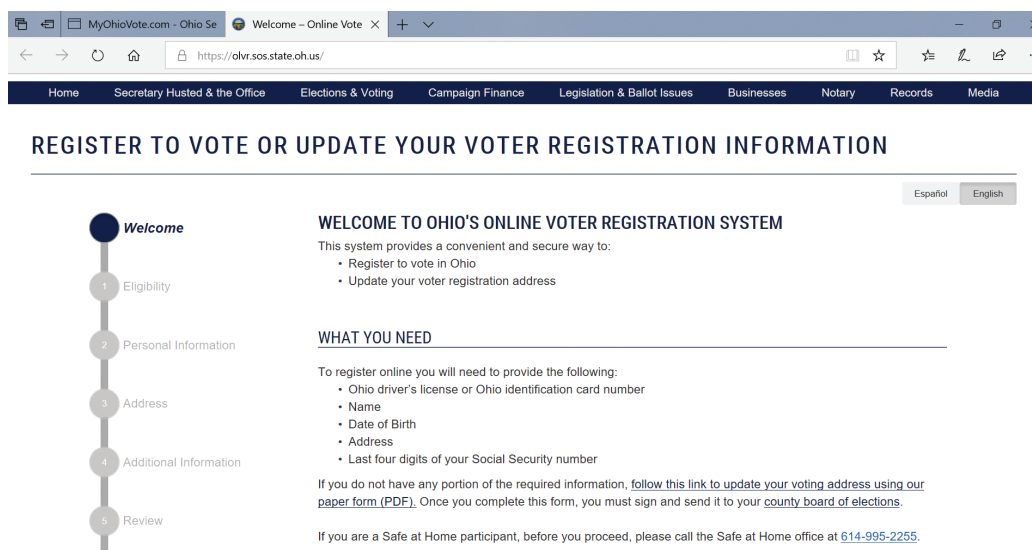 MyOhioVote.com - Ohio Se
Welcome – Online Vote
https://olvr.sos.state.oh.us/
Home Secretary Husted & the Office Elections & Voting Campaign Finance Legislation & Ballot Issues Businesses Notary Records Media
REGISTER TO VOTE OR UPDATE YOUR VOTER REGISTRATION INFORMATION
Español English
Welcome
1 Eligibility
2 Personal Information
3 Address
4 Additional Information
5 Review
WELCOME TO OHIO'S ONLINE VOTER REGISTRATION SYSTEM
This system provides a convenient and secure way to:
• Register to vote in Ohio
• Update your voter registration address
WHAT YOU NEED
To register online you will need to provide the following:
• Ohio driver's license or Ohio identification card number
• Name
• Date of Birth
• Address
• Last four digits of your Social Security number
If you do not have any portion of the required information, follow this link to update your voting address using our
paper form (PDF). Once you complete this form, you must sign and send it to your county board of elections.
If you are a Safe at Home participant, before you proceed, please call the Safe at Home office at 614-995-2255.